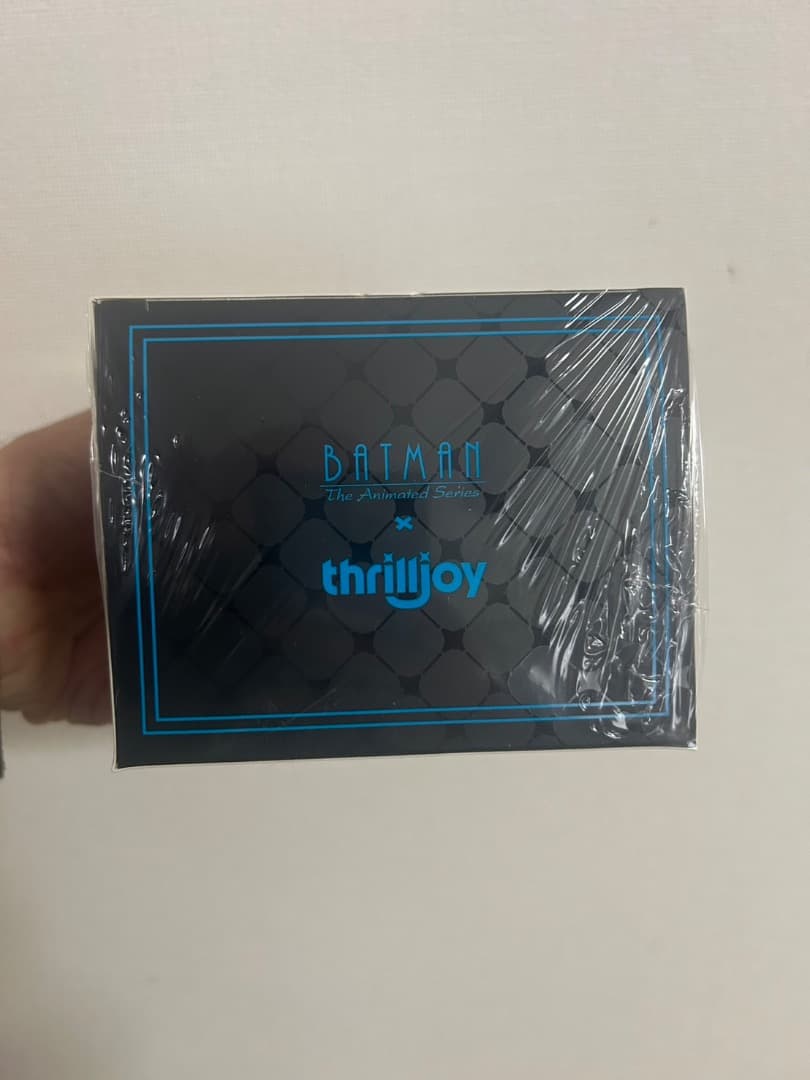 BATMAN
The Animated Series
×
thrilljoy